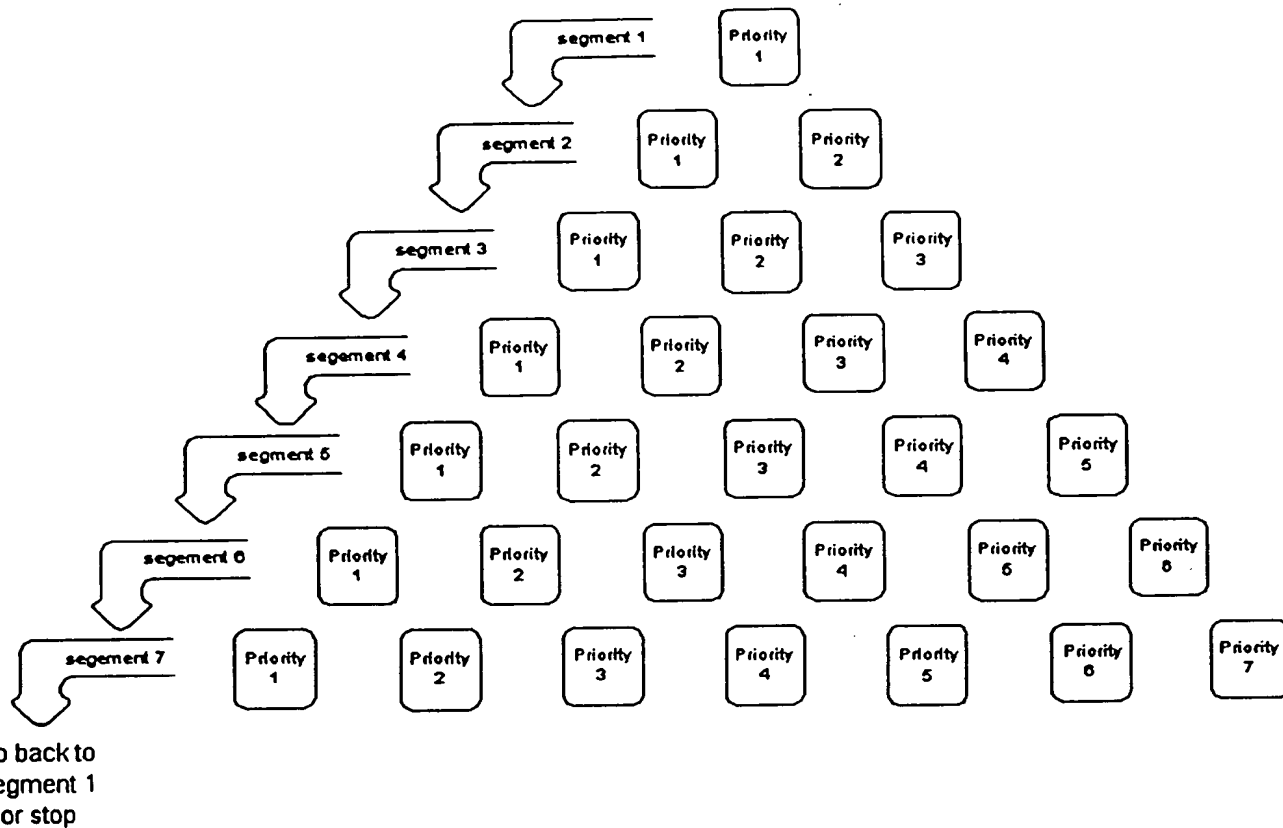 segment 1 Priority 1
segment 2 Priority 1 Priority 2
segment 3 Priority 1 Priority 2 Priority 3
segement 4 Priority 1 Priority 2 Priority 3 Priority 4
segment 5 Priority 1 Priority 2 Priority 3 Priority 4 Priority 5
segement 6 Priority 1 Priority 2 Priority 3 Priority 4 Priority 5 Priority 6
segement 7 Priority 1 Priority 2 Priority 3 Priority 4 Priority 5 Priority 6 Priority 7
o back to
egment 1
or stop